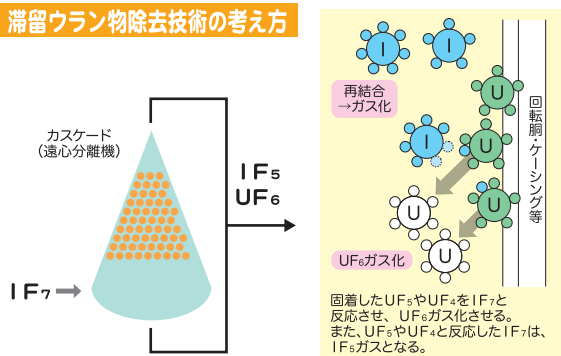 滞留ウラン物除去技術の考え方
カスケード
(遠心分離機)
IF₇
IF₅
UF₆
I
I
再結合
→ガス化
I
U
U
U
U
U
回転胴・ケーシング等
UF₆ガス化
固着したUF₅やUF₄をIF₇と
反応させ、UF₆ガス化させる。
また、UF₅やUF₄と反応したIF₇は、
IF₅ガスとなる。